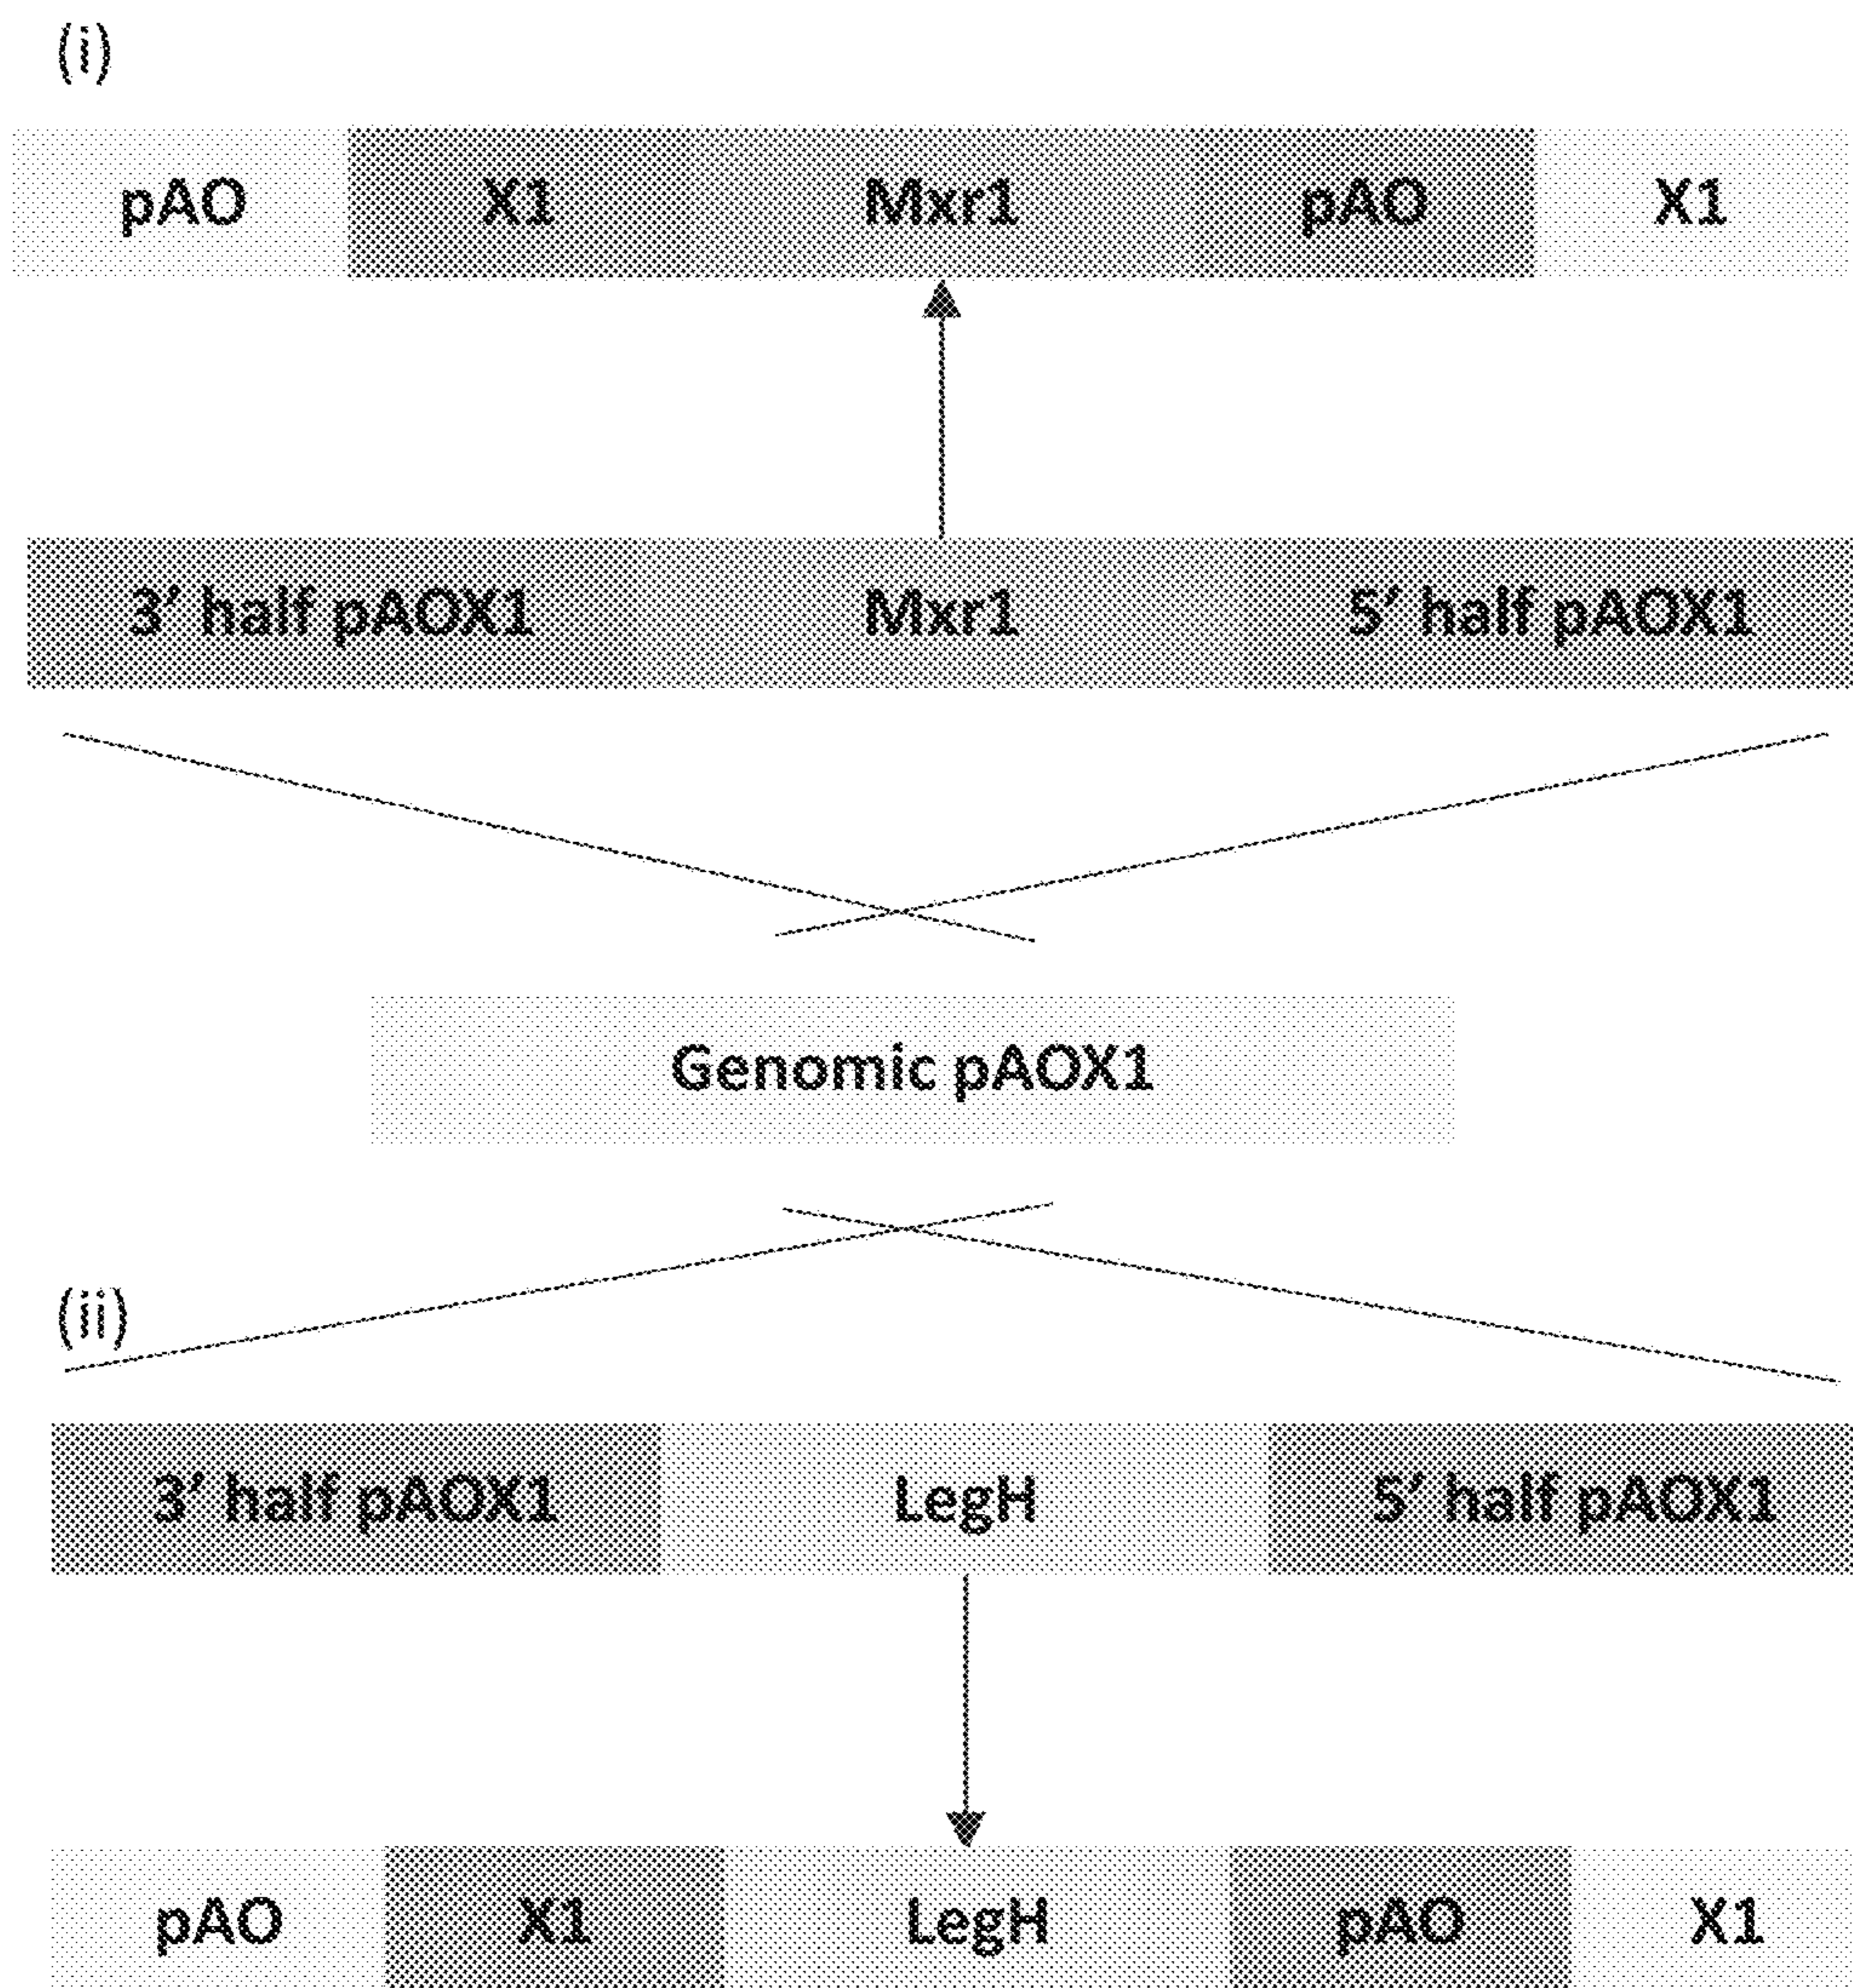 (i)
pAO X1 Mxr1 pAO X1
3' half pAOX1 Mxr1 5' half pAOX1
Genomic pAOX1
(ii)
3' half pAOX1 LegH 5' half pAOX1
pAO X1 LegH pAO X1